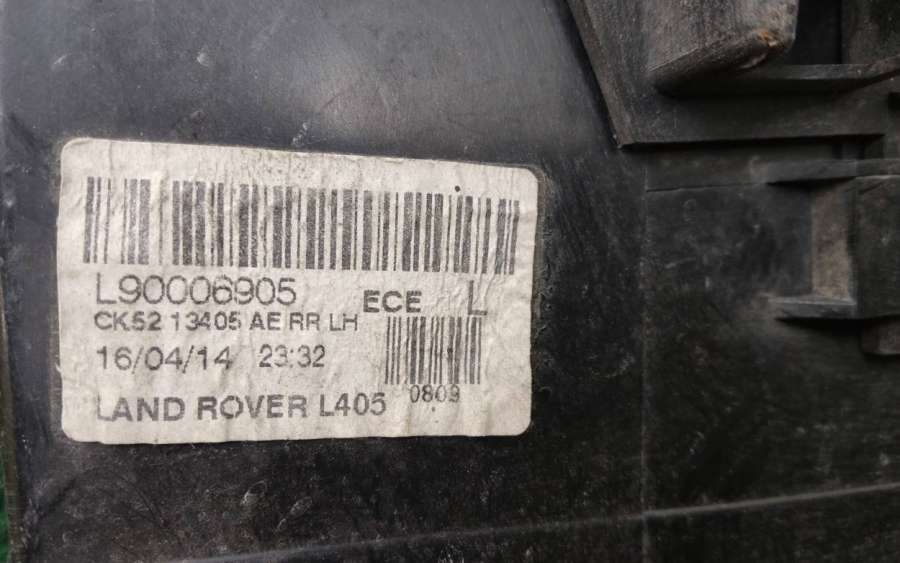 L90006905 ECE L
CK52 13405 AE RR LH
16/04/14 23:32
0809
LAND ROVER L405